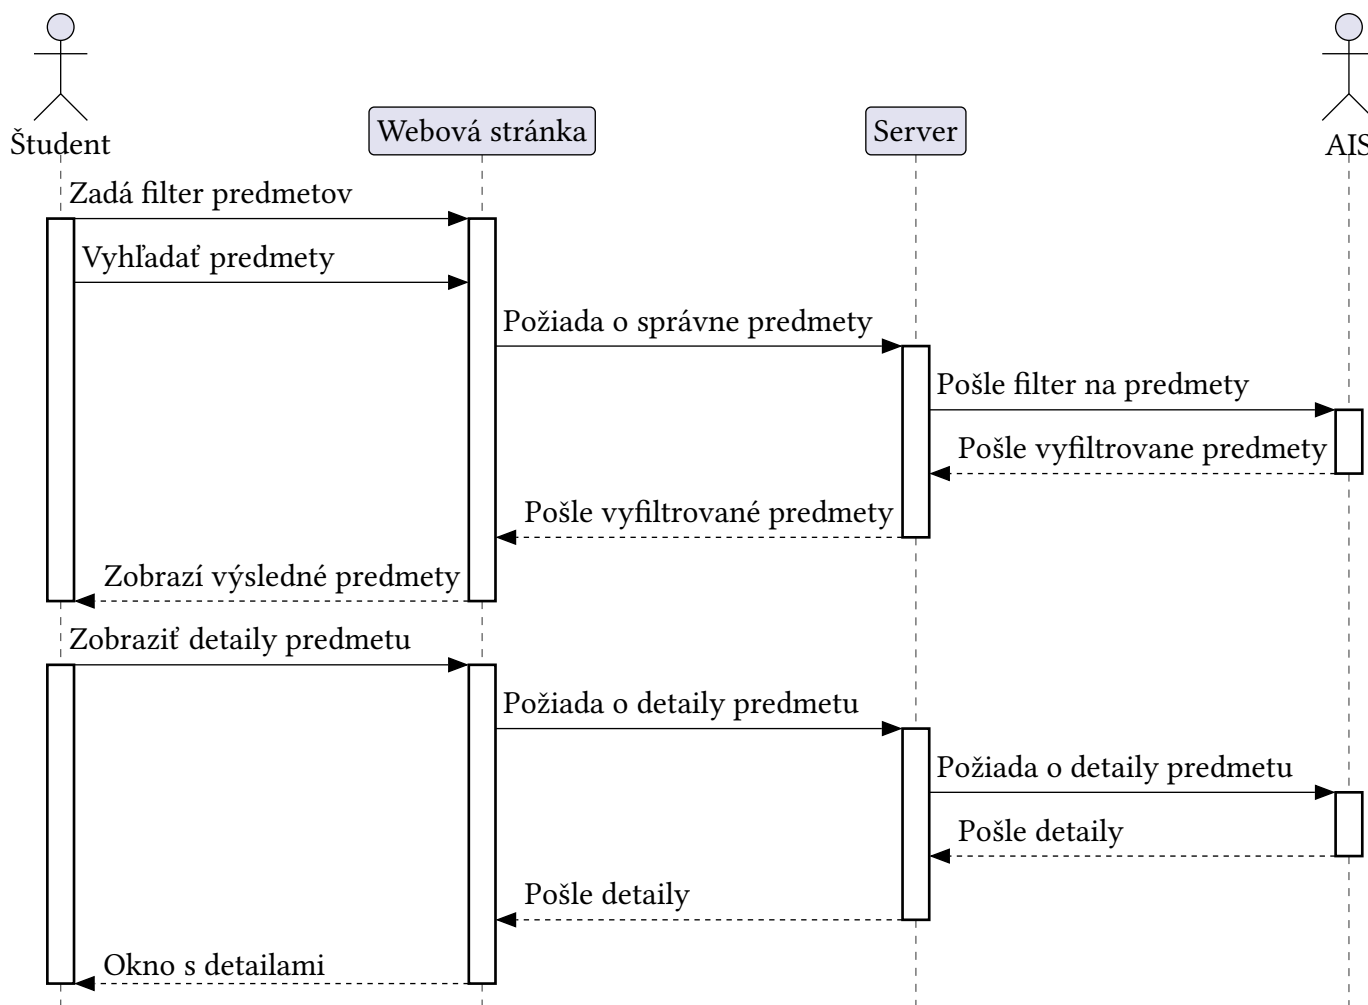 Študent
Webová stránka
Server
AIS
Zadá filter predmetov
Vyhľadať predmety
Požiada o správne predmety
Pošle filter na predmety
Pošle vyfiltrovane predmety
Pošle vyfiltrované predmety
Zobrazí výsledné predmety
Zobraziť detaily predmetu
Požiada o detaily predmetu
Požiada o detaily predmetu
Pošle detaily
Pošle detaily
Okno s detailami